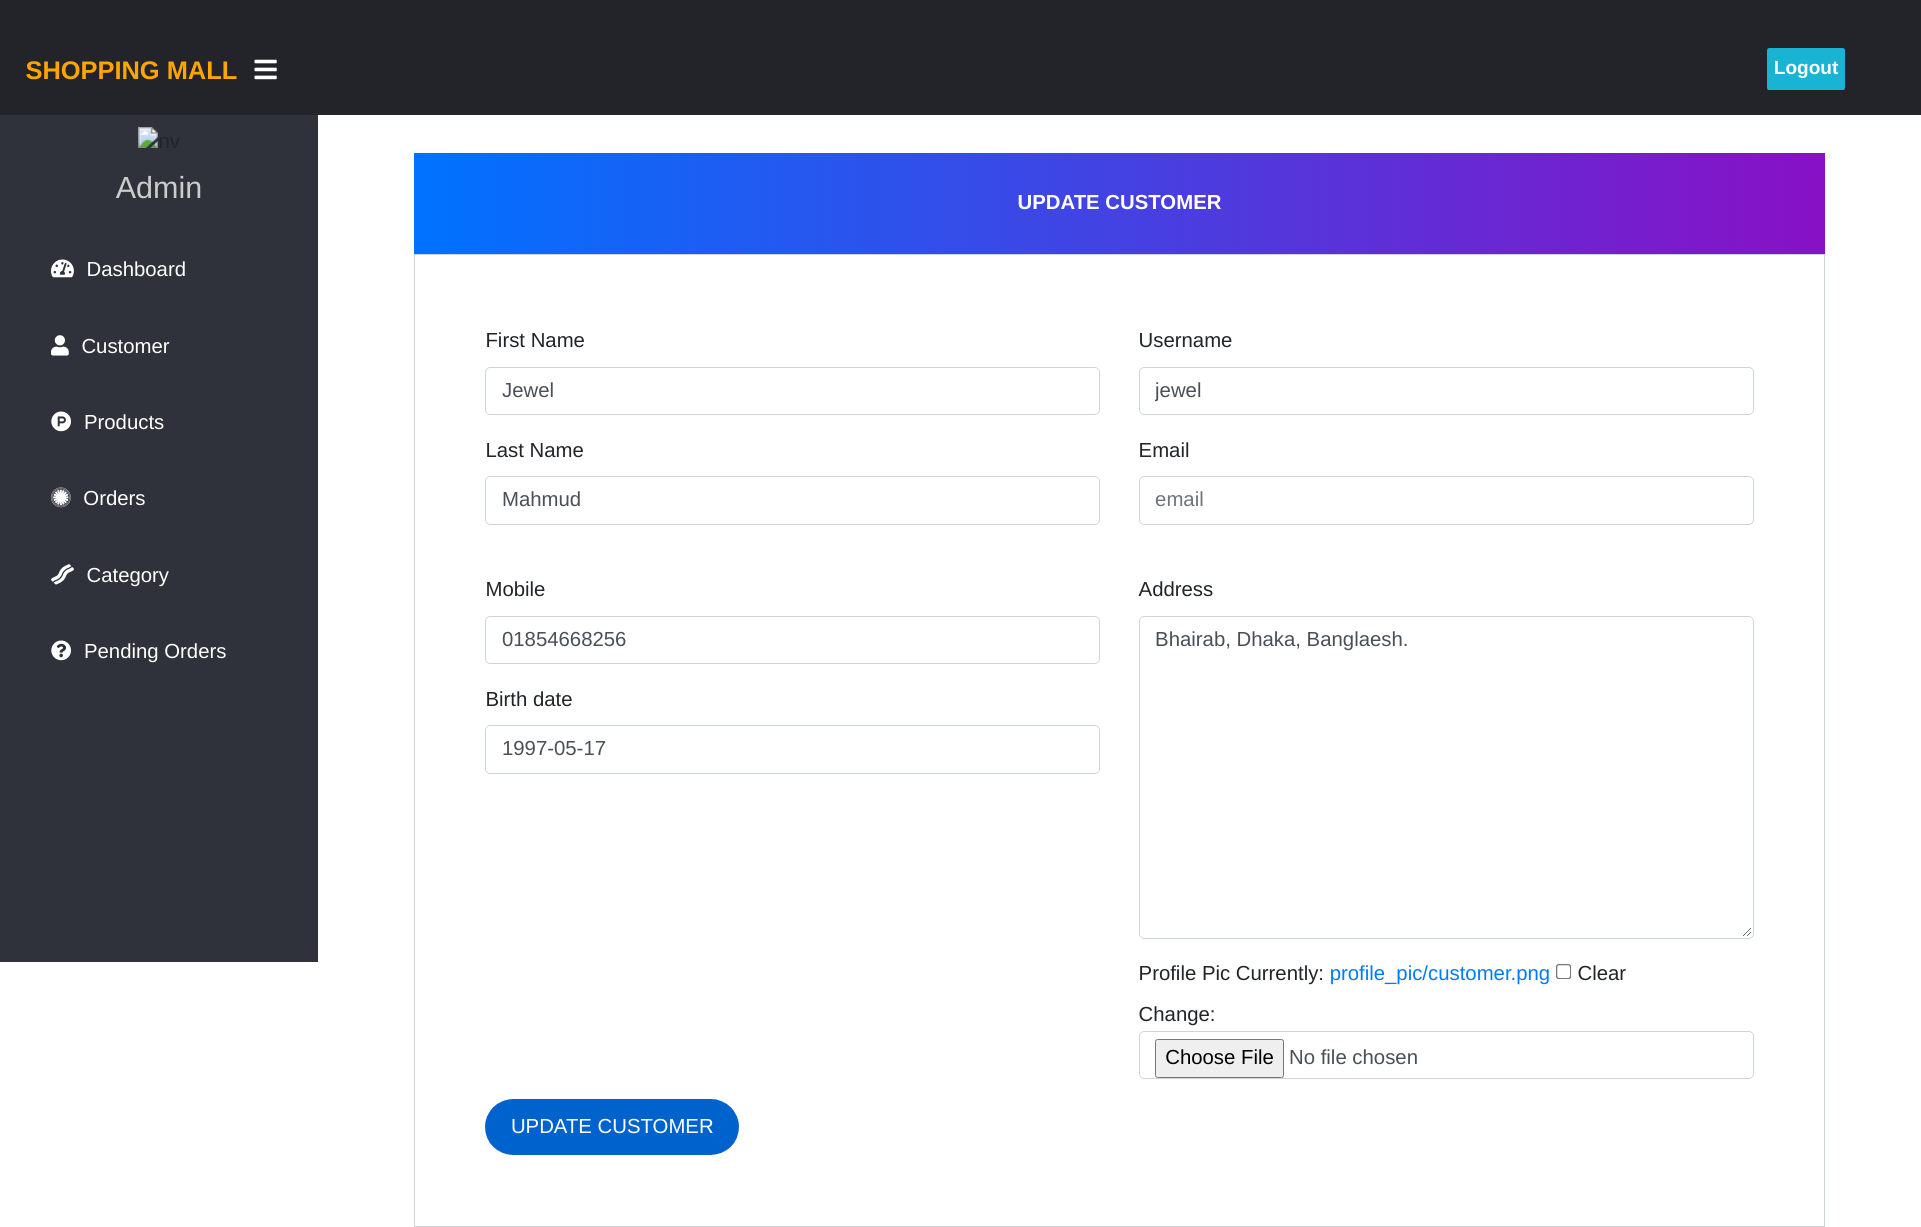 SHOPPING MALL
Logout
Admin
Dashboard
Customer
Products
Orders
Category
Pending Orders
UPDATE CUSTOMER
First Name
Username
Jewel
jewel
Last Name
Email
Mahmud
email
Mobile
Address
01854668256
Bhairab, Dhaka, Banglaesh.
Birth date
1997-05-17
Profile Pic Currently: profile_pic/customer.png Clear
Change:
Choose File No file chosen
UPDATE CUSTOMER